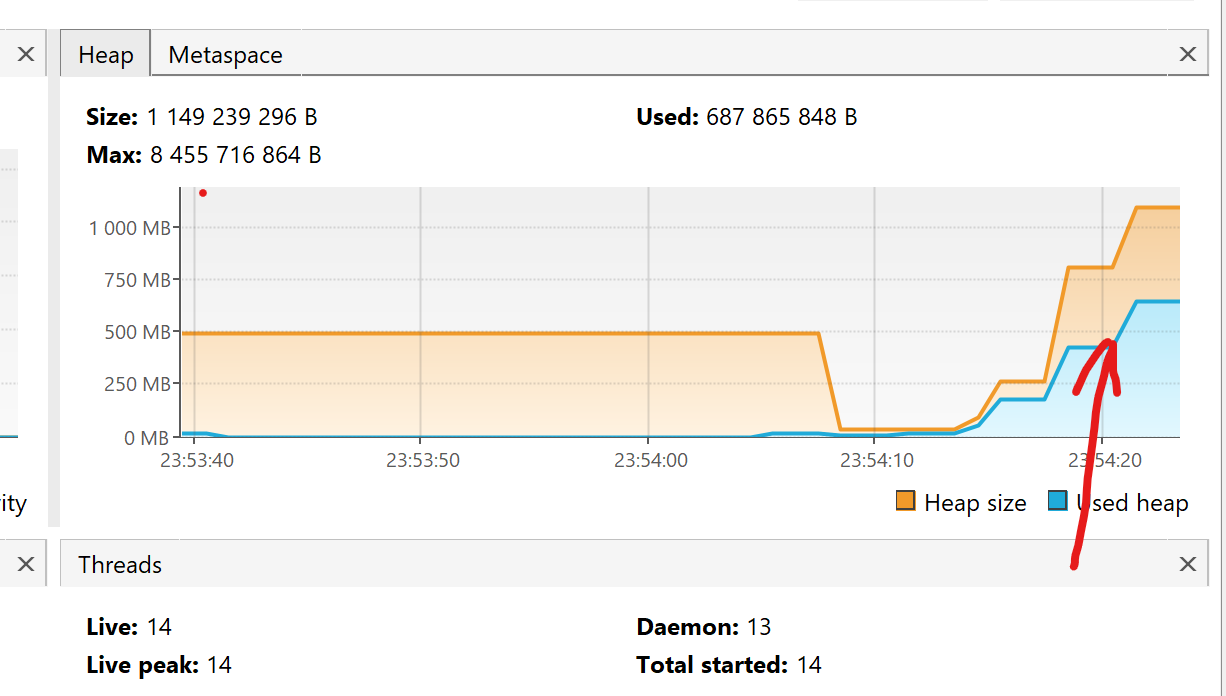 Heap Metaspace
Size: 1 149 239 296 B Used: 687 865 848 B
Max: 8 455 716 864 B
1 000 MB
750 MB
500 MB
250 MB
0 MB
23:53:40 23:53:50 23:54:00 23:54:10 23:54:20
ity Heap size Used heap
Threads
Live: 14 Daemon: 13
Live peak: 14 Total started: 14